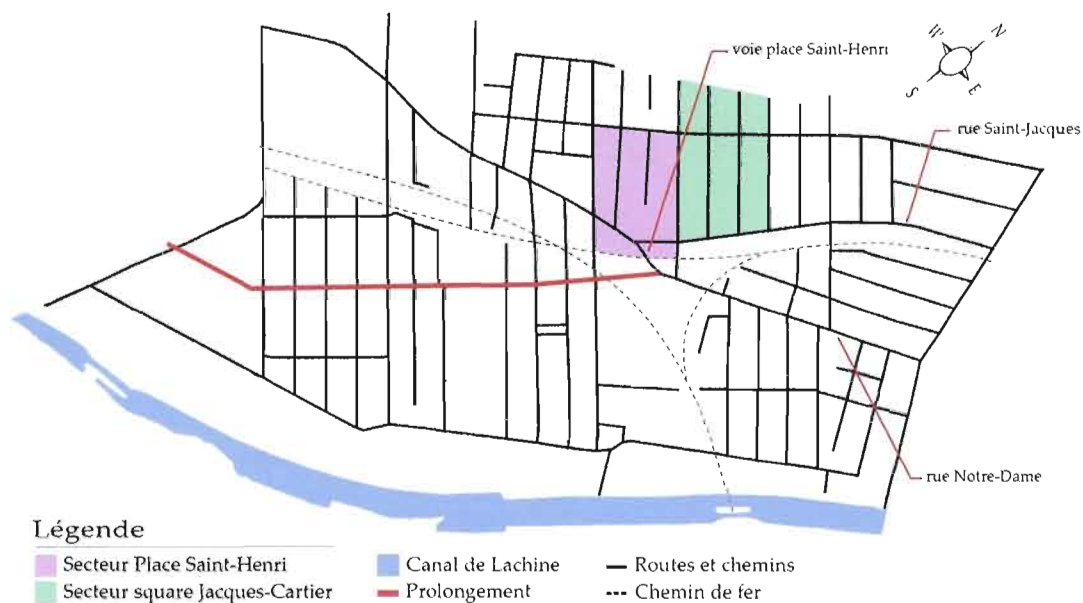 voie place Saint-Henri
W
N
S
E
rue Saint-Jacques
rue Notre-Dame
Légende
Secteur Place Saint-Henri
Secteur square Jacques-Cartier
Canal de Lachine
Prolongement
Routes et chemins
Chemin de fer